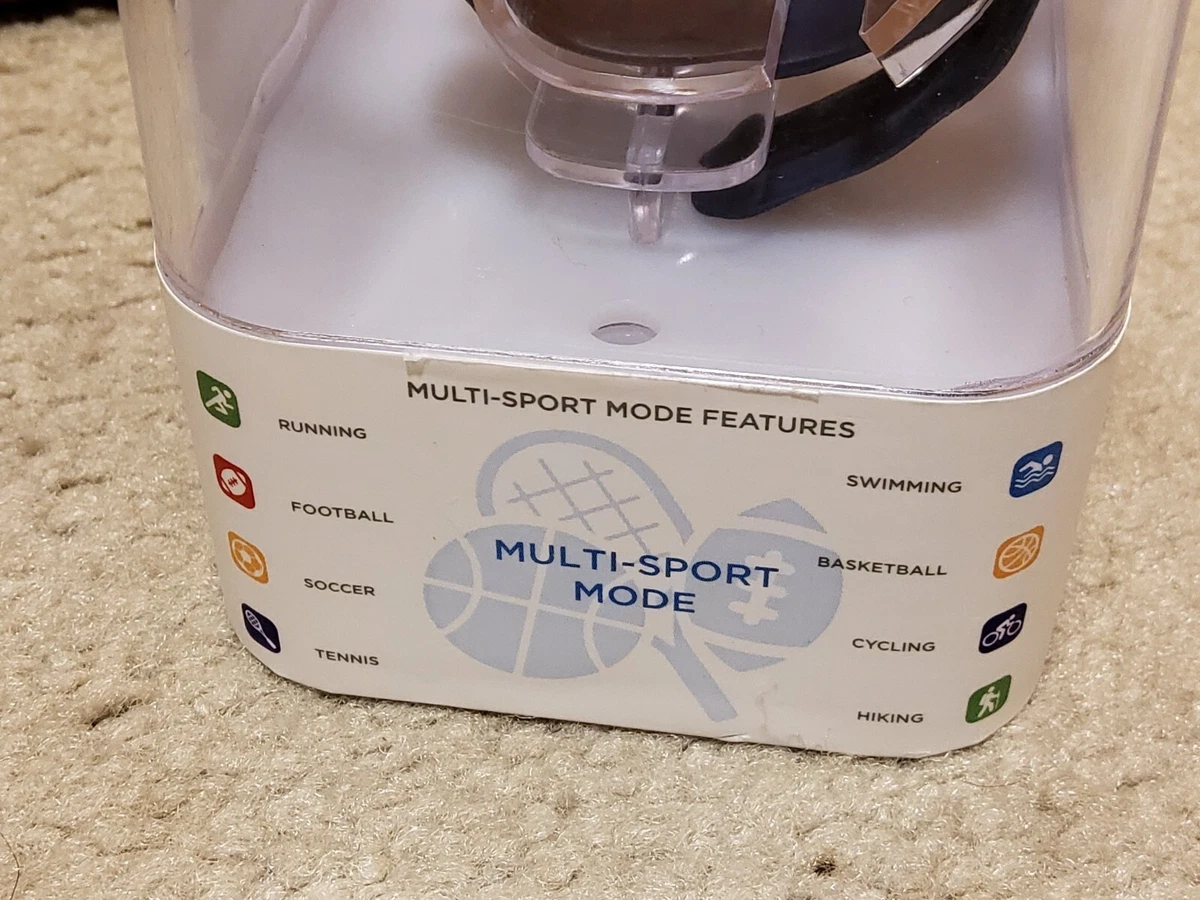 MULTI-SPORT MODE FEATURES
RUNNING
FOOTBALL
SOCCER
TENNIS
MULTI-SPORT
MODE
SWIMMING
BASKETBALL
CYCLING
HIKING